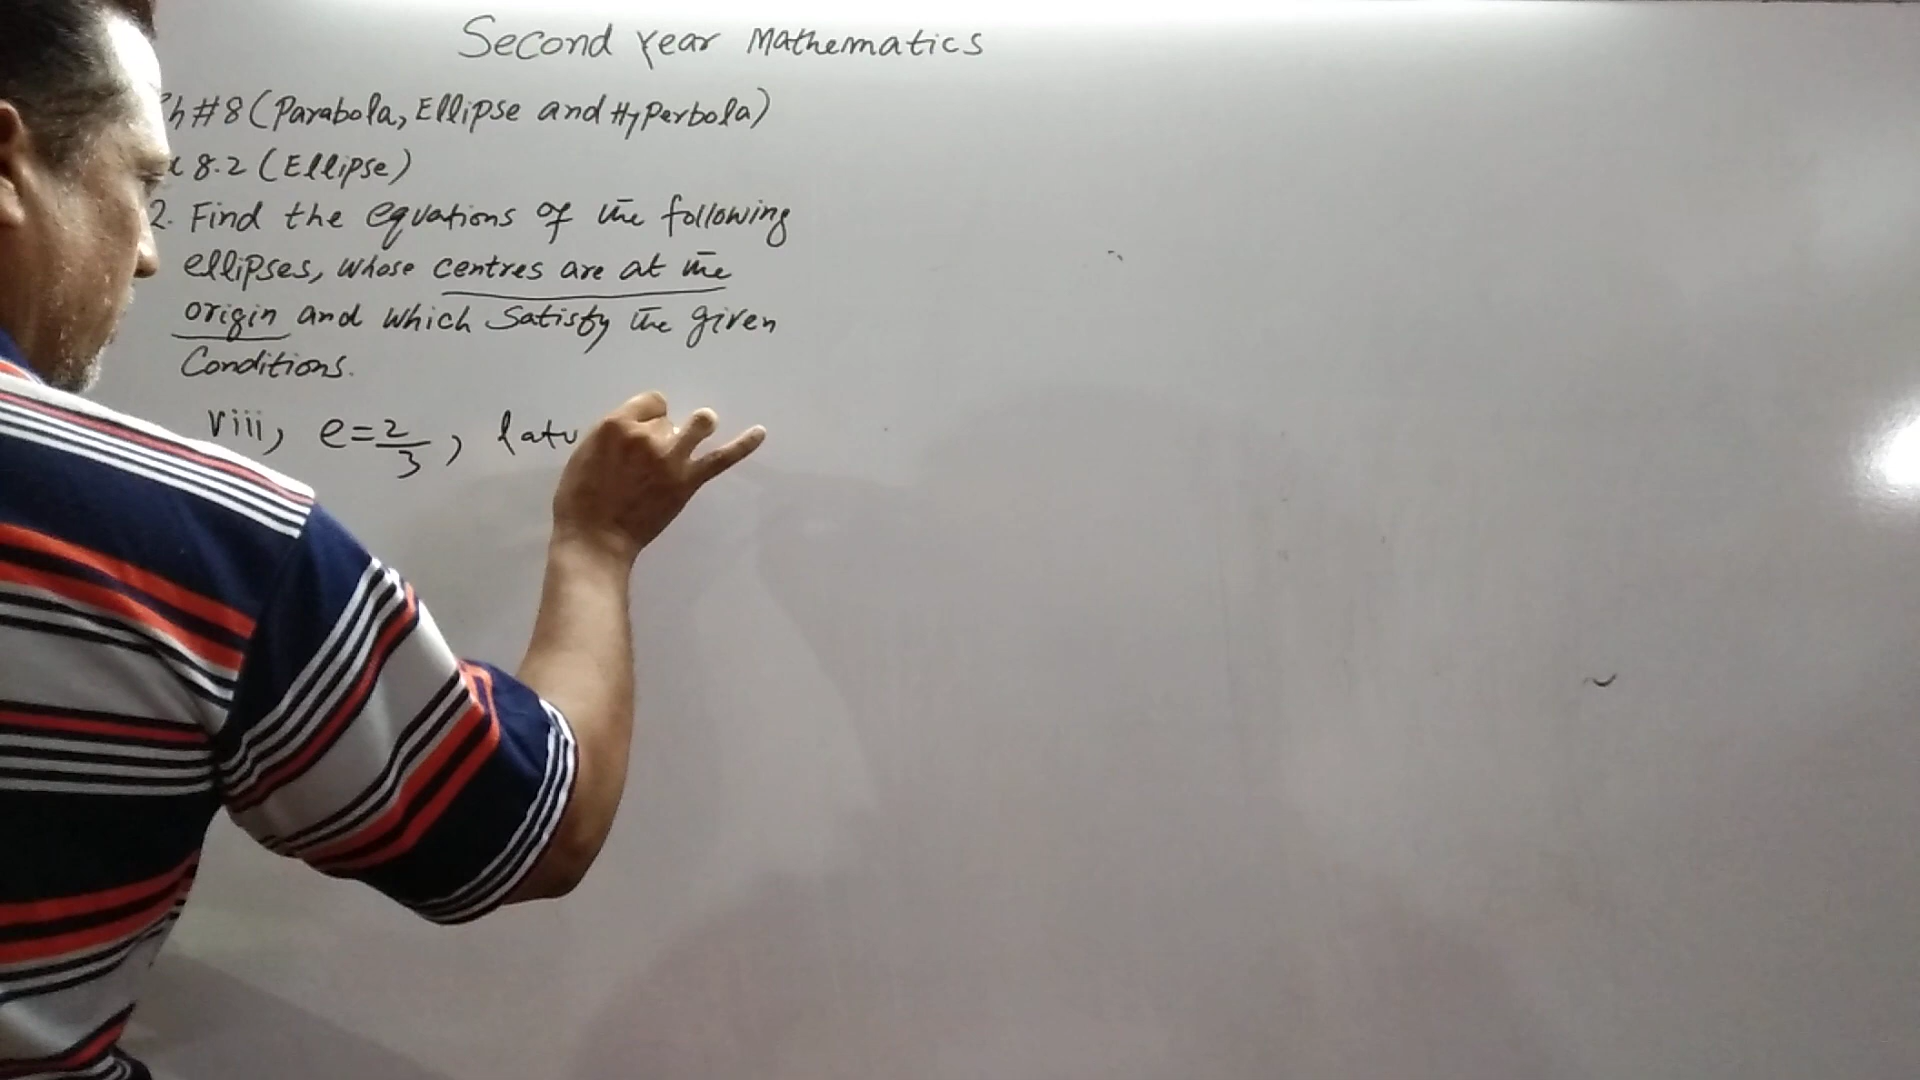 Second Year Mathematics
h#8 (Parabola, Ellipse and Hyperbola)
8.2 (Ellipse)
2. Find the equations of the following
ellipses, whose centres are at the
origin and which satisfy the given
Conditions.
viii, e=2/3, latu